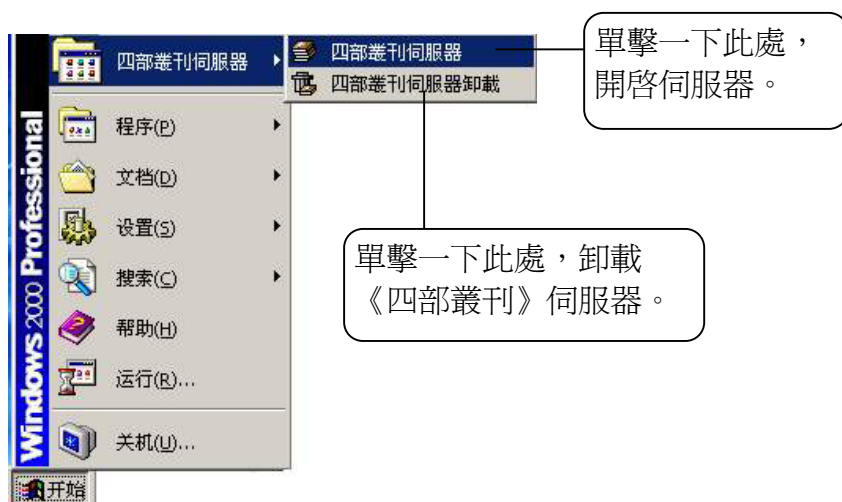 四部叢刊伺服器
四部叢刊伺服器
四部叢刊伺服器卸載
單擊一下此處，
開啓伺服器。
程序(P)
文档(D)
设置(S)
搜索(C)
帮助(H)
运行(R)...
关机(U)...
單擊一下此處，卸載
《四部叢刊》伺服器。
Windows 2000 Professional
开始